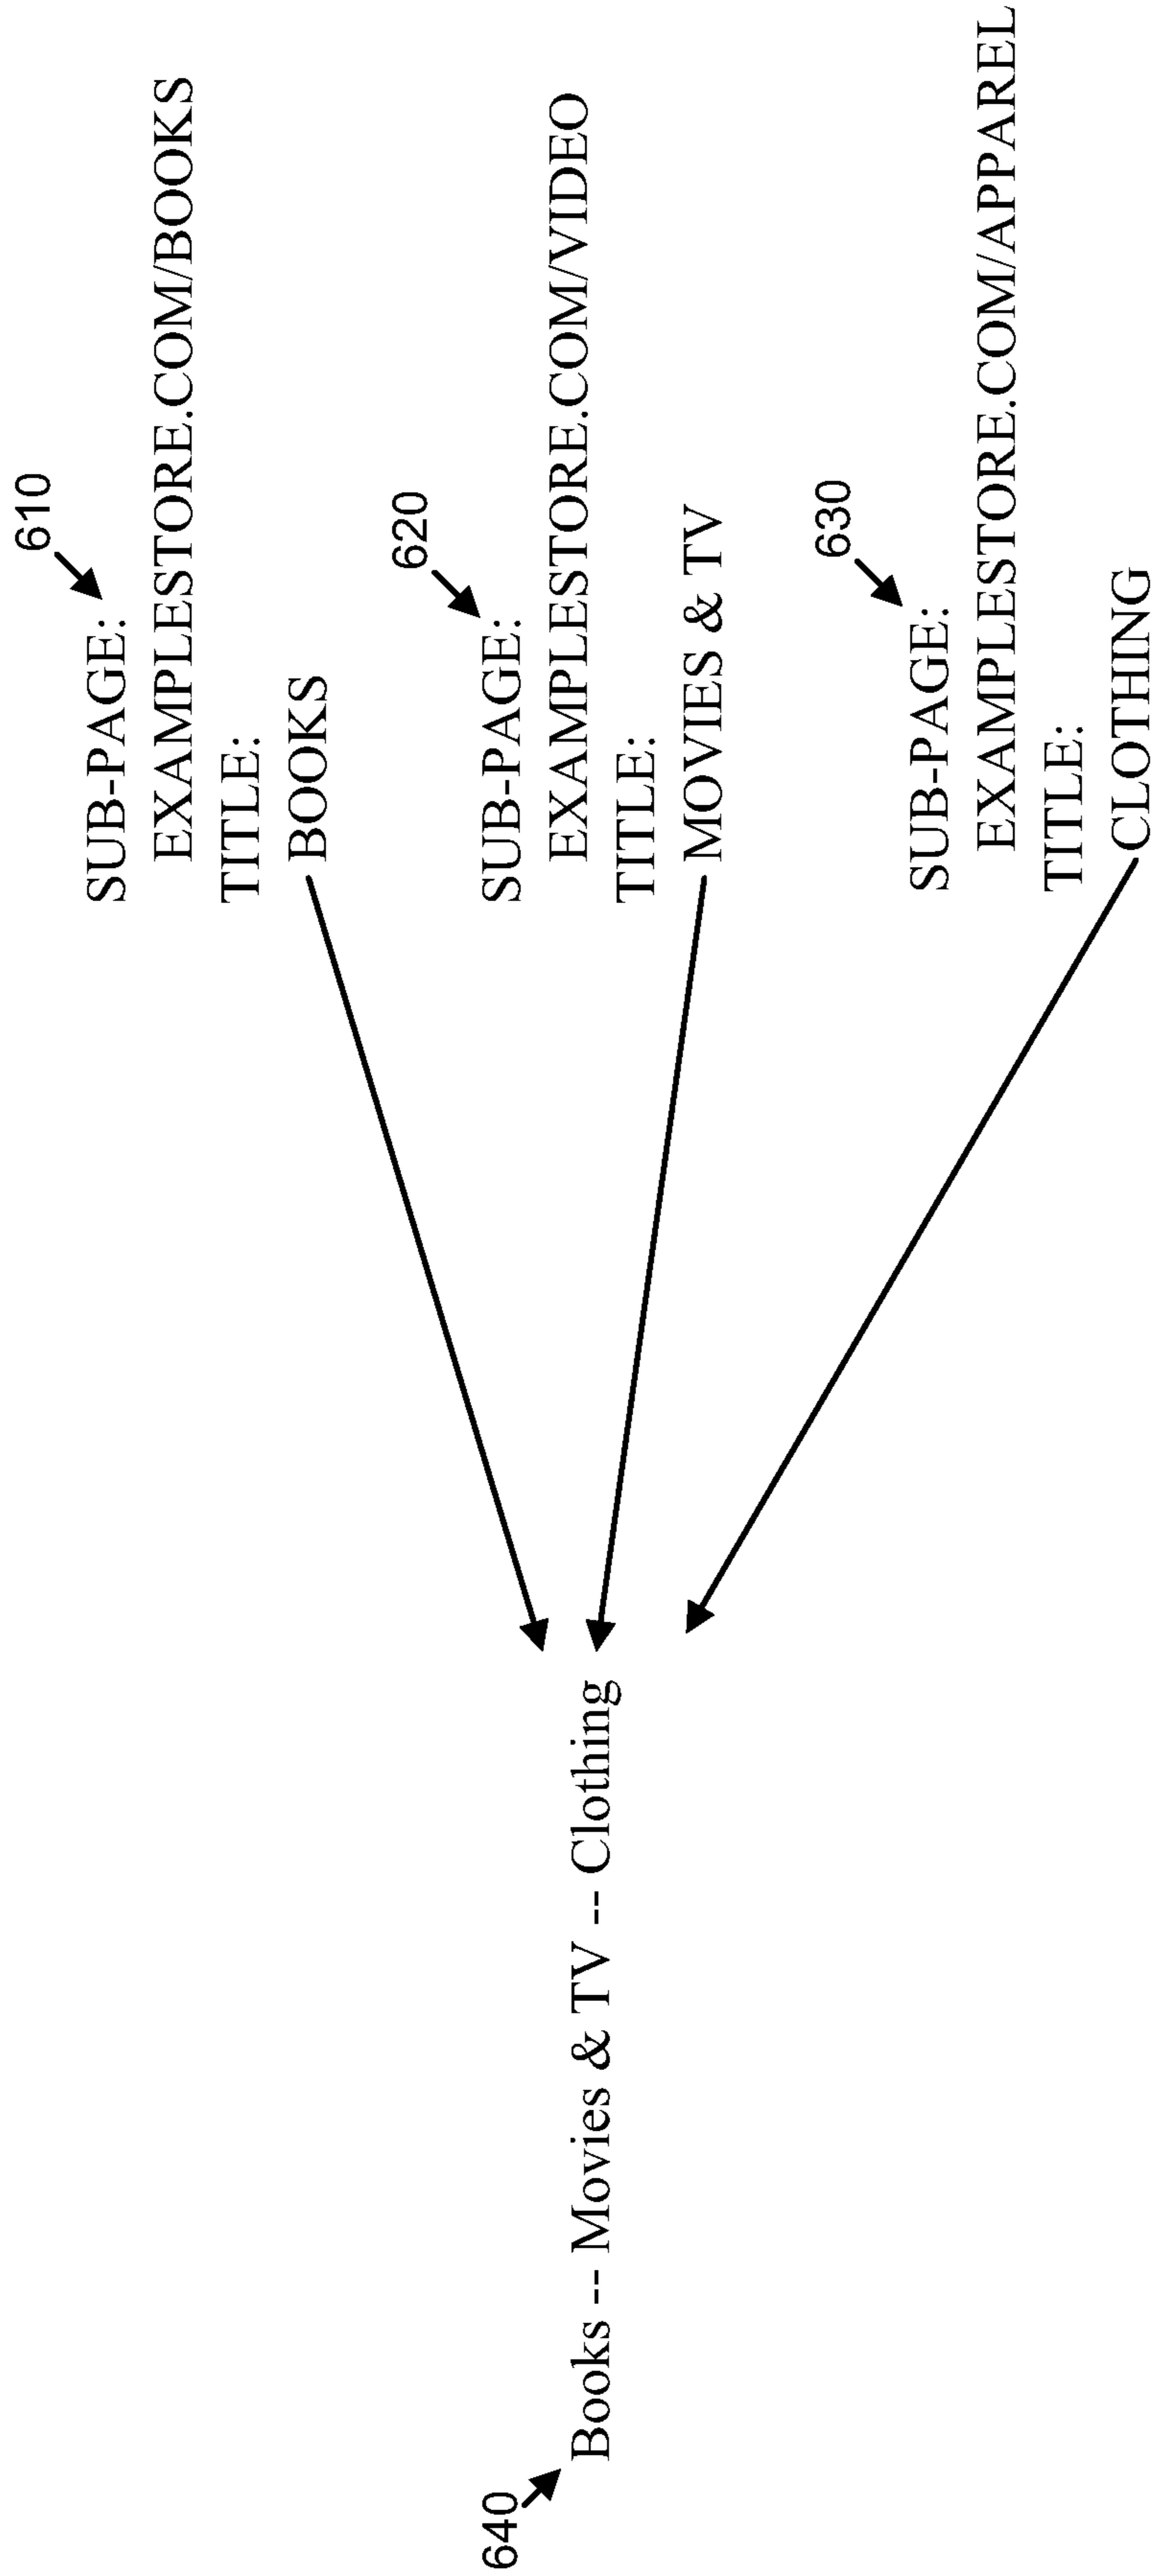 610
SUB-PAGE:
EXAMPLESTORE.COM/BOOKS
TITLE:
BOOKS
620
SUB-PAGE:
EXAMPLESTORE.COM/VIDEO
TITLE:
MOVIES & TV
630
SUB-PAGE:
EXAMPLESTORE.COM/APPAREL
TITLE:
CLOTHING
640
Books -- Movies & TV -- Clothing